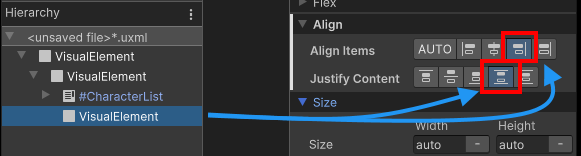 Hierarchy
<unsaved file>*.uxml
VisualElement
VisualElement
#CharacterList
VisualElement
Flex
Align
Align Items AUTO
Justify Content
Size
Width Height
Size auto - auto -